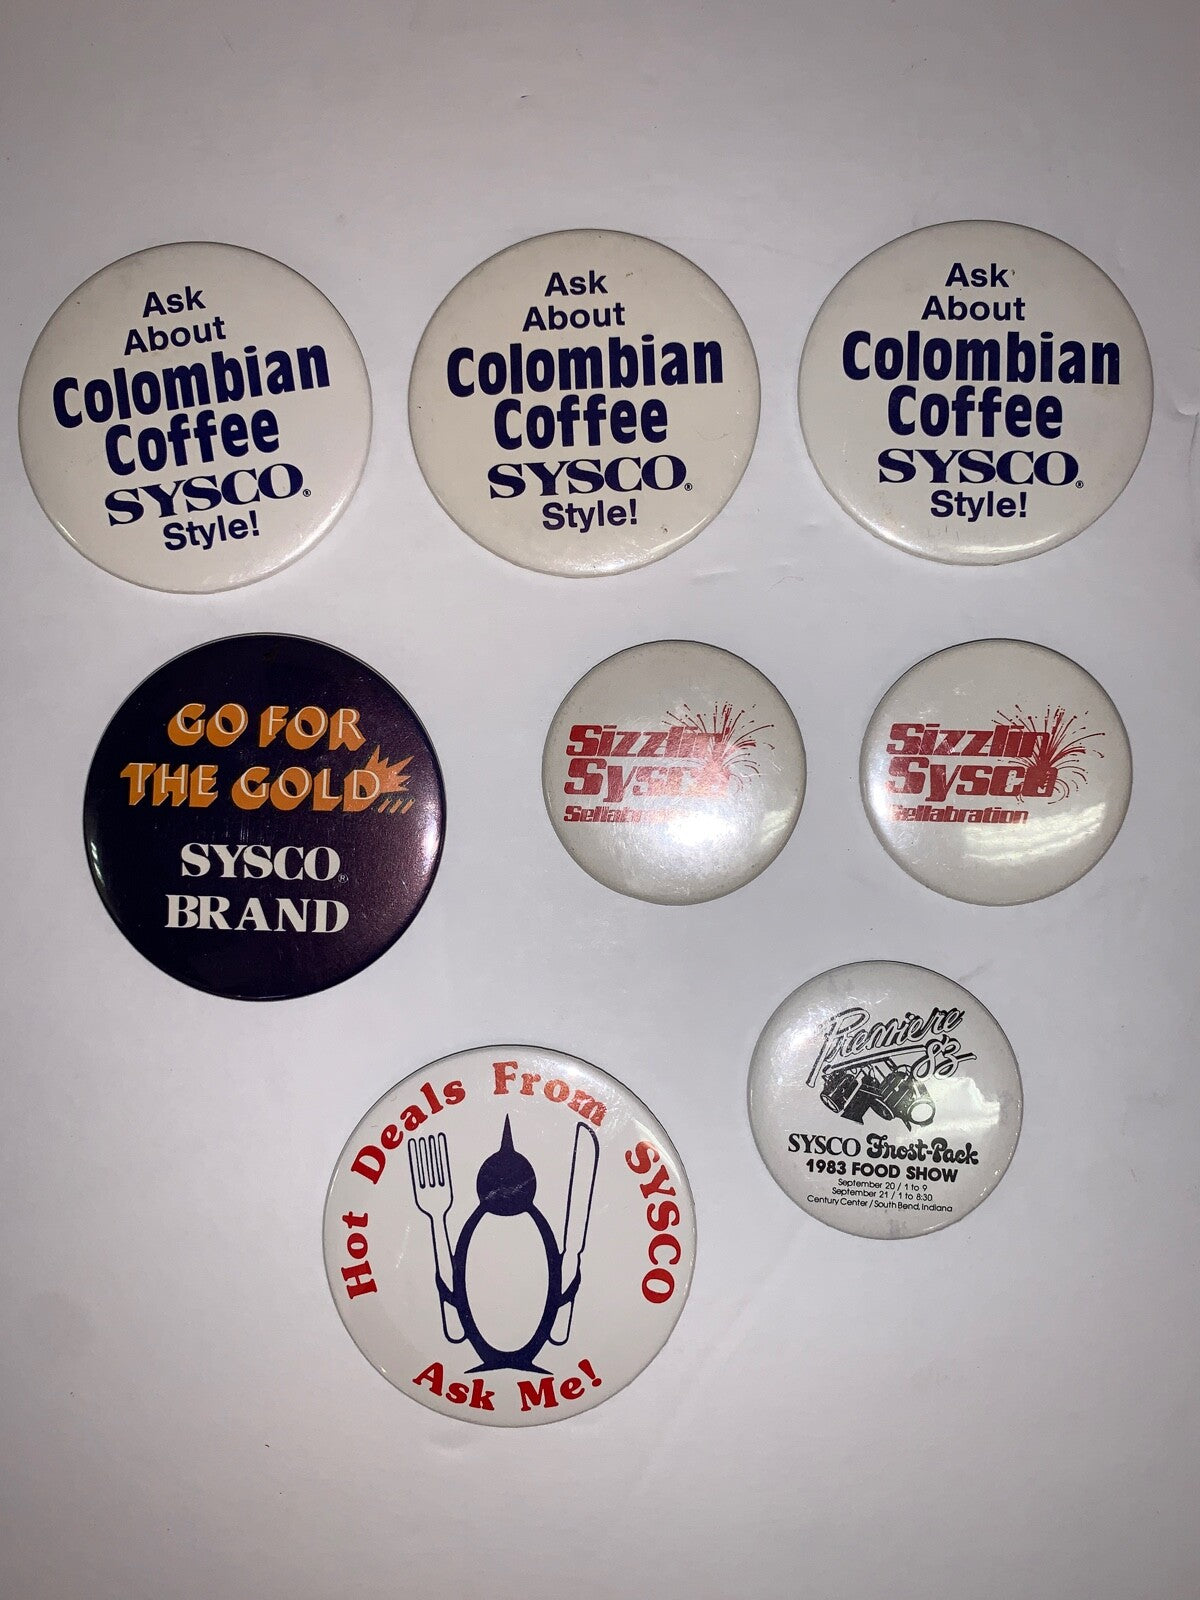 Ask
About
Colombian
Coffee
SYSCO®
Style!
Ask
About
Colombian
Coffee
SYSCO®
Style!
Ask
About
Colombian
Coffee
SYSCO®
Style!
GO FOR
THE GOLD
SYSCO®
BRAND
Sizzlin
Sysco
Sizzlin
Sysco
Sellabration
Hot Deals From SYSCO
Ask Me!
Premiere
83
SYSCO Frost-Pack
1983 FOOD SHOW
September 20 / 1 to 9
September 21 / 1 to 8:30
Century Center / South Bend, Indiana